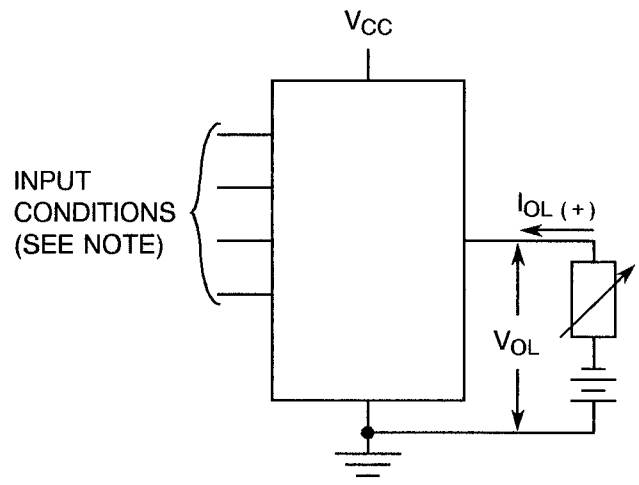 VCC
INPUT
CONDITIONS
(SEE NOTE)
IOL (+)
VOL